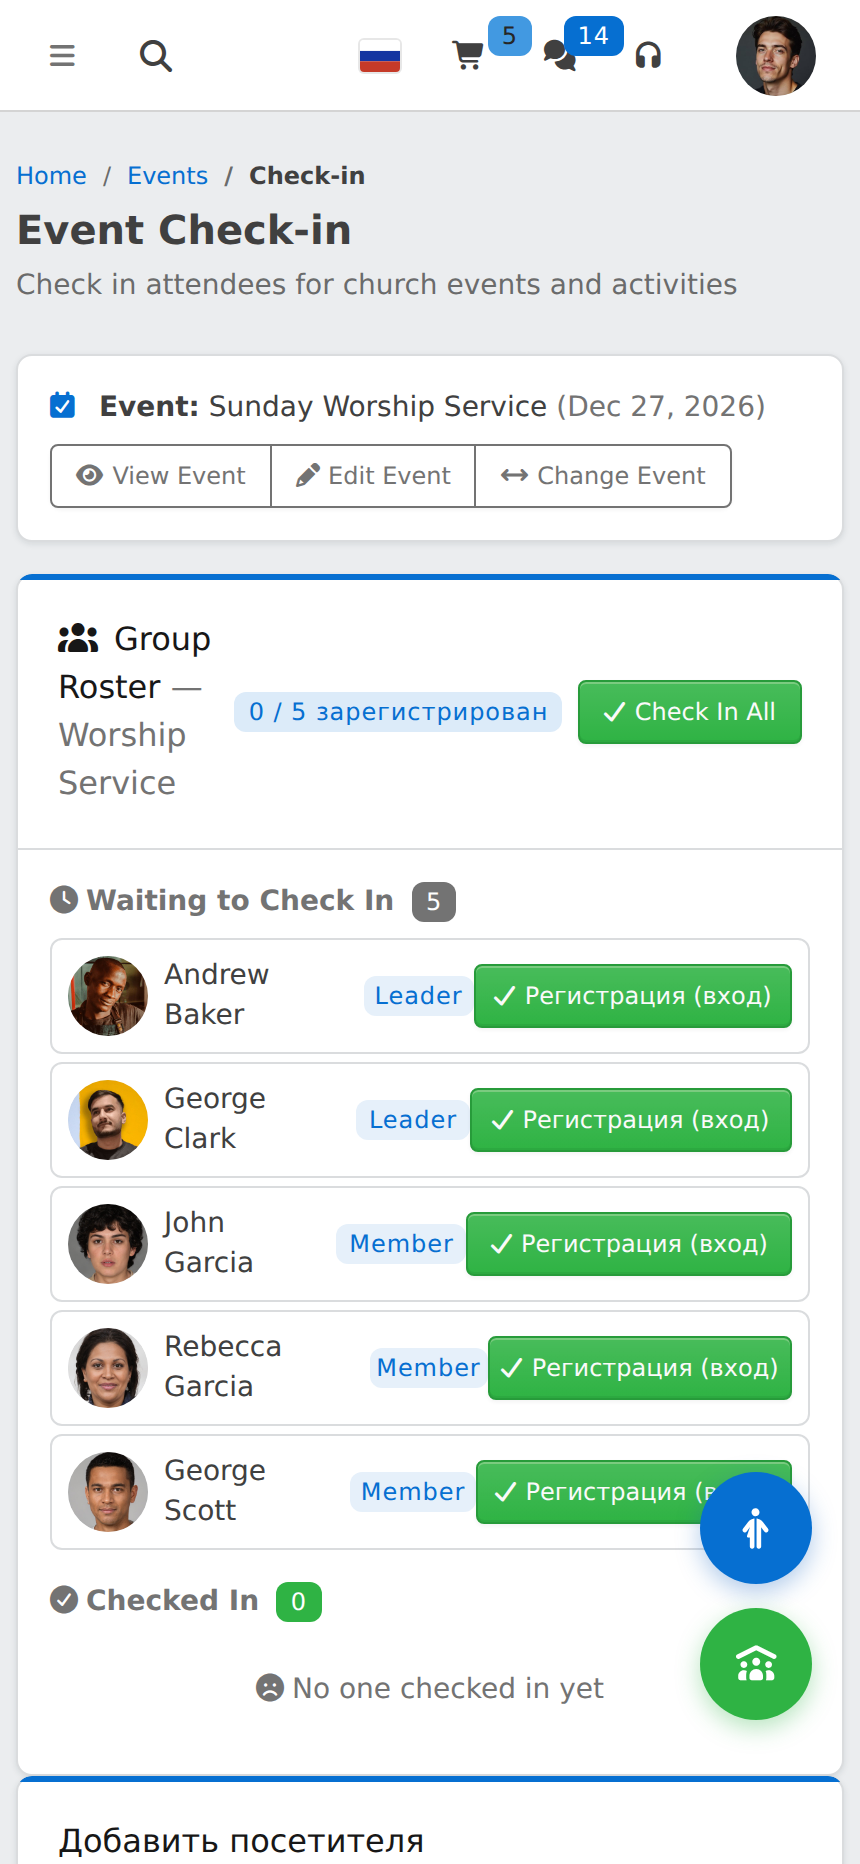 5
14
Home / Events / Check-in
Event Check-in
Check in attendees for church events and activities
Event: Sunday Worship Service (Dec 27, 2026)
View Event
Edit Event
Change Event
Group
Roster —
Worship
Service
0 / 5 зарегистрирован
Check In All
Waiting to Check In 5
Andrew
Baker
Leader
Регистрация (вход)
George
Clark
Leader
Регистрация (вход)
John
Garcia
Member
Регистрация (вход)
Rebecca
Garcia
Member
Регистрация (вход)
George
Scott
Member
Регистрация
Checked In 0
No one checked in yet
Добавить посетителя